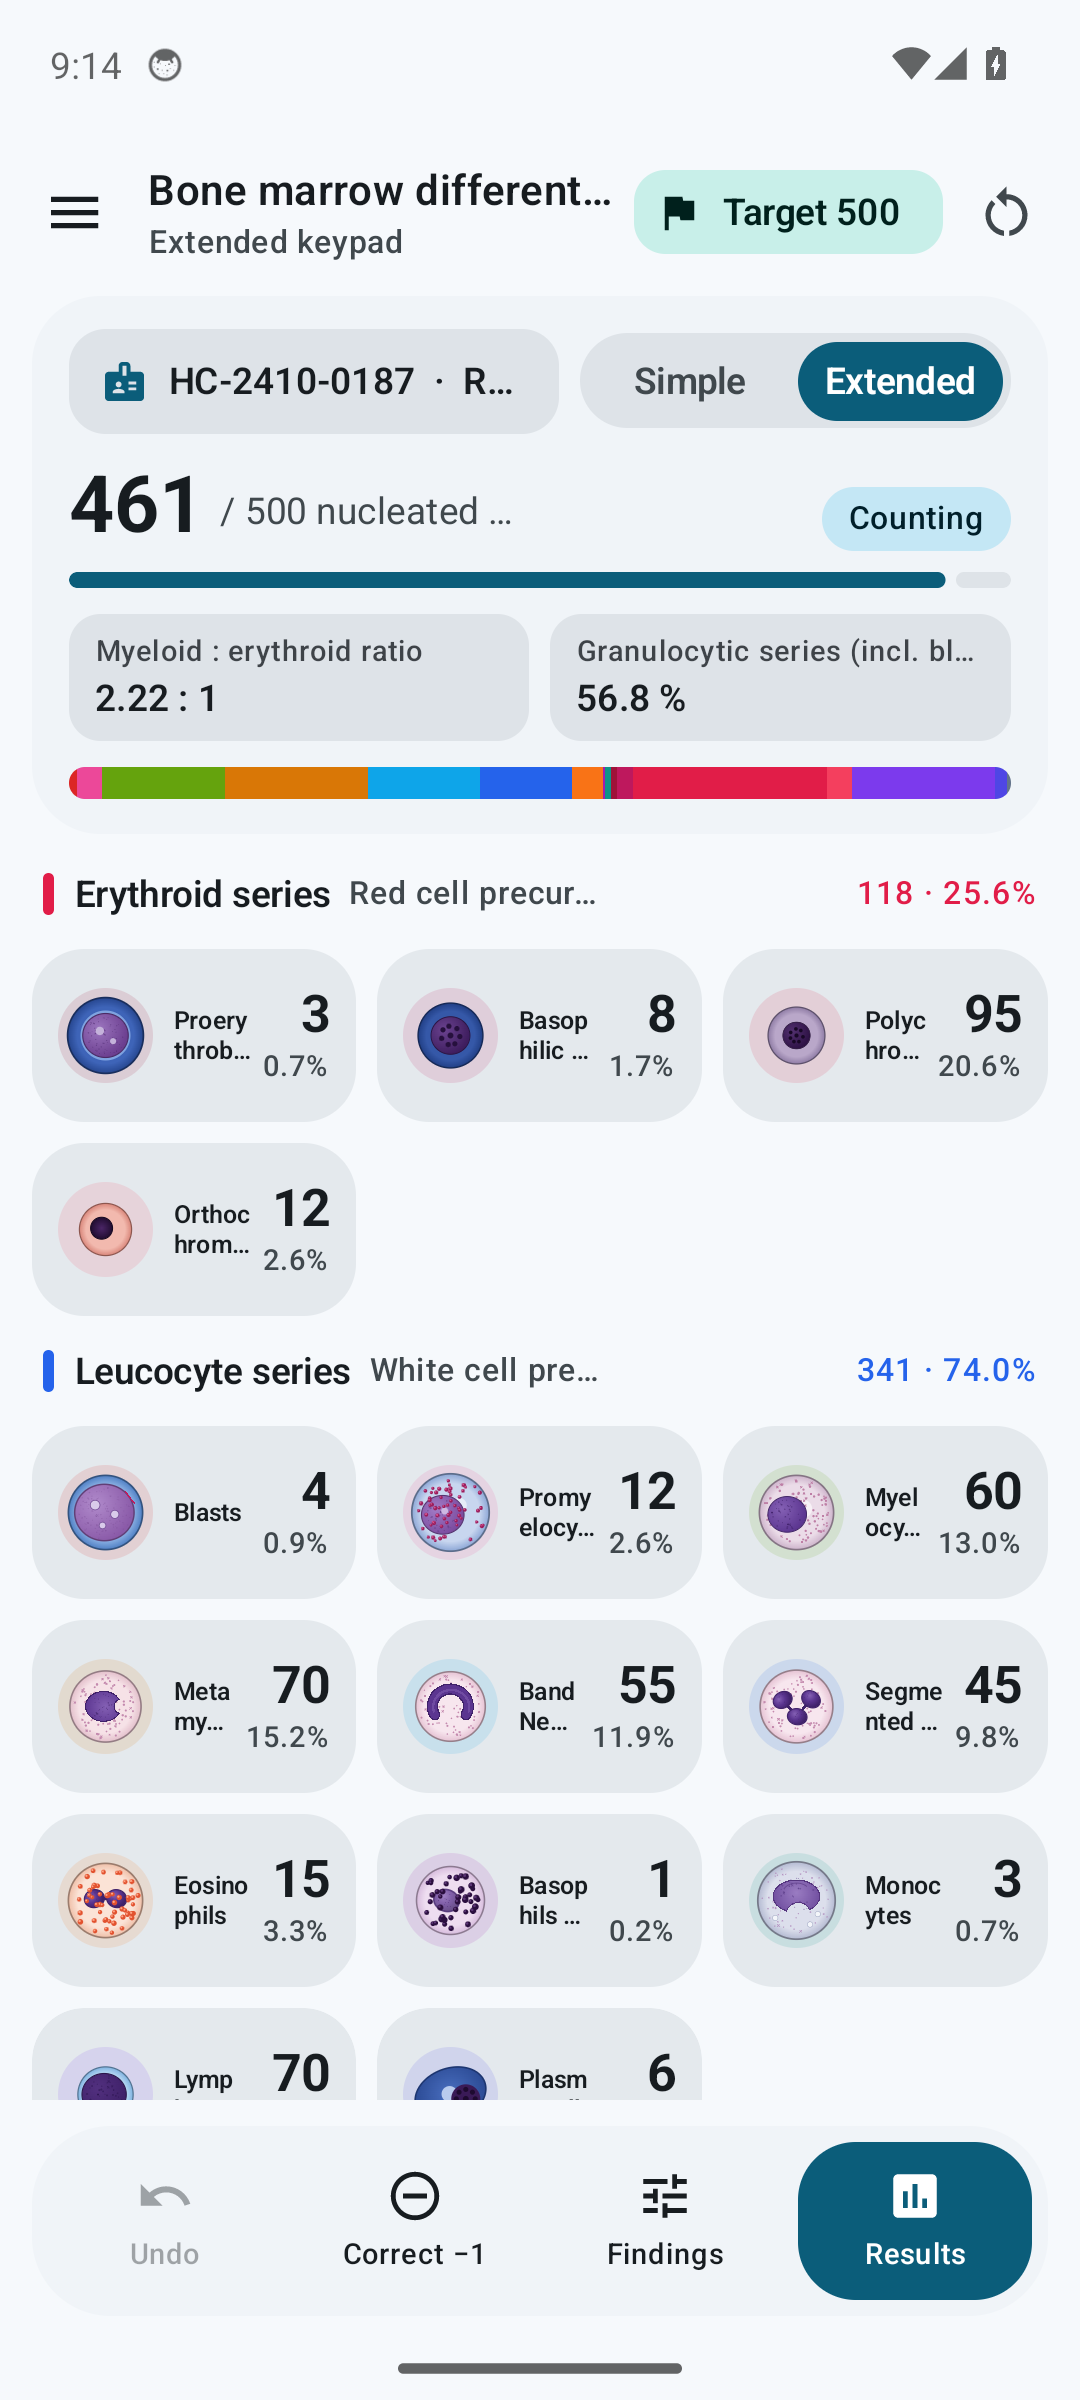 9:14
Bone marrow different…
Extended keypad
Target 500
HC-2410-0187 · R…
Simple
Extended
461 / 500 nucleated …
Counting
Myeloid : erythroid ratio
2.22 : 1
Granulocytic series (incl. bl…
56.8 %
Erythroid series Red cell precur…
118 · 25.6%
Proery
throb…
3
0.7%
Basop
hilic …
8
1.7%
Polyc
hro…
95
20.6%
Orthoc
hrom…
12
2.6%
Leucocyte series White cell pre…
341 · 74.0%
Blasts
4
0.9%
Promy
elocy…
12
2.6%
Myel
ocy…
60
13.0%
Meta
my…
70
15.2%
Band
Ne…
55
11.9%
Segme
nted …
45
9.8%
Eosino
phils
15
3.3%
Basop
hils …
1
0.2%
Monoc
ytes
3
0.7%
Lymp
70
Plasm
6
Undo
Correct −1
Findings
Results